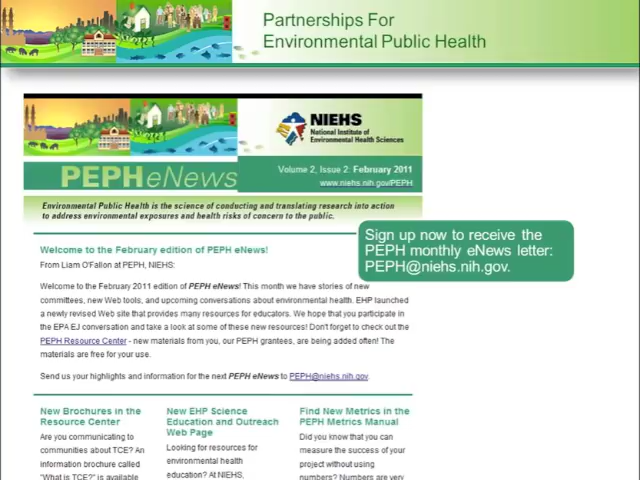 Partnerships For
Environmental Public Health
NIEHS
National Institute of
Environmental Health Sciences
PEPH eNews
Volume 2, Issue 2: February 2011
www.niehs.nih.gov/PEPH
Environmental Public Health is the science of conducting and translating research into action
to address environmental exposures and health risks of concern to the public.
Sign up now to receive the
PEPH monthly eNews letter:
PEPH@niehs.nih.gov.
Welcome to the February edition of PEPH eNews!
From Liam O'Fallon at PEPH, NIEHS:
Welcome to the February 2011 edition of PEPH eNews! This month we have stories of new
committees, new Web tools, and upcoming conversations about environmental health. EHP launched
a newly revised Web site that provides many resources for educators. We hope that you participate in
the EPA EJ conversation and take a look at some of these new resources! Don't forget to check out the
PEPH Resource Center - new materials from you, our PEPH grantees, are being added often! The
materials are free for your use.
Send us your highlights and information for the next PEPH eNews to PEPH@niehs.nih.gov.
New Brochures in the
Resource Center
Are you communicating to
communities about TCE? An
information brochure called
"What is TCE?" is available
New EHP Science
Education and Outreach
Web Page
Looking for resources for
environmental health
education? At NIEHS,
Find New Metrics in the
PEPH Metrics Manual
Did you know that you can
measure the success of your
project without using
numbers? Numbers are very